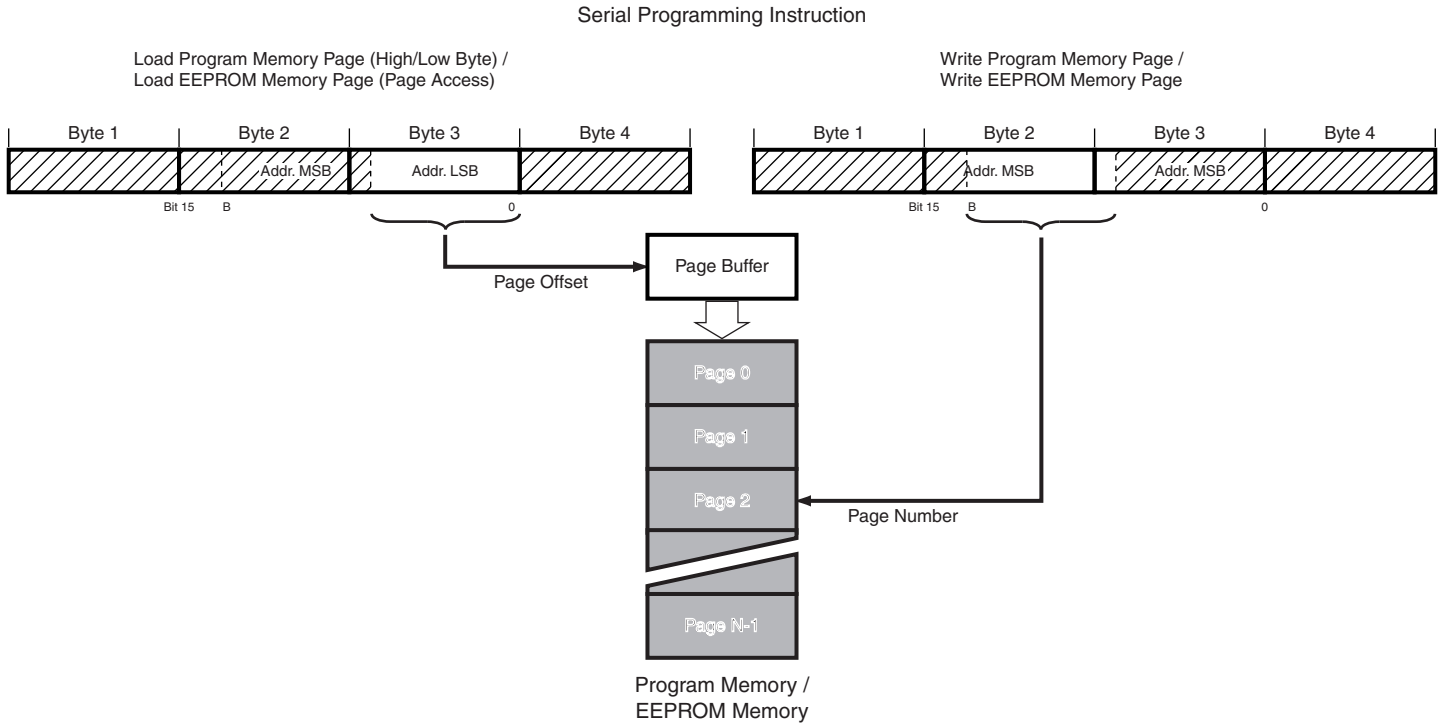 Serial Programming Instruction
Load Program Memory Page (High/Low Byte) /
Load EEPROM Memory Page (Page Access)
Write Program Memory Page /
Write EEPROM Memory Page
Byte 1 Byte 2 Byte 3 Byte 4
Byte 1 Byte 2 Byte 3 Byte 4
Addr. MSB Addr. LSB
Addr. MSB Addr. MSB
Bit 15 B 0
Bit 15 B 0
Page Buffer
Page Offset
Page 0
Page 1
Page 2
Page Number
Page N-1
Program Memory /
EEPROM Memory